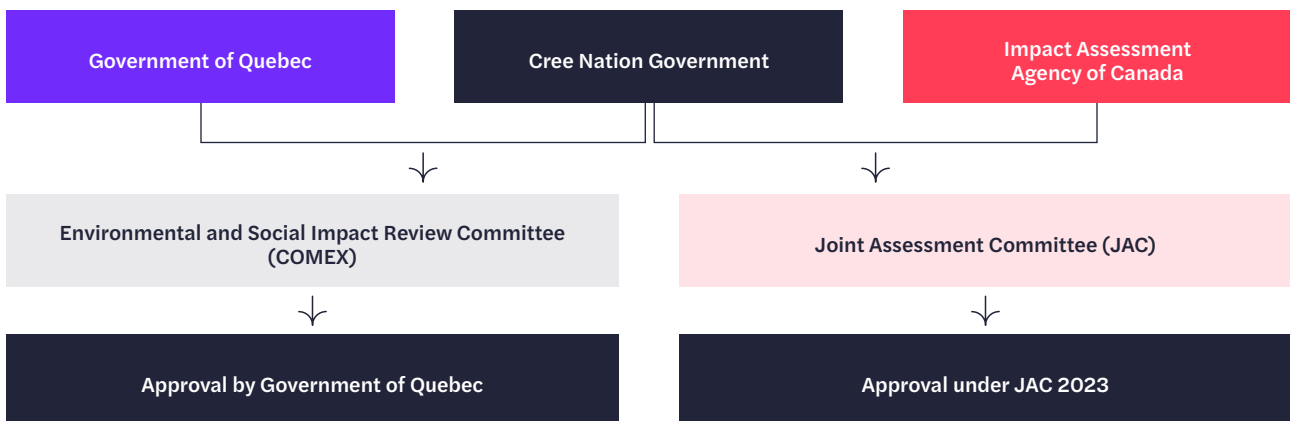 Government of Quebec
Cree Nation Government
Impact Assessment
Agency of Canada
Environmental and Social Impact Review Committee
(COMEX)
Joint Assessment Committee (JAC)
Approval by Government of Quebec
Approval under JAC 2023